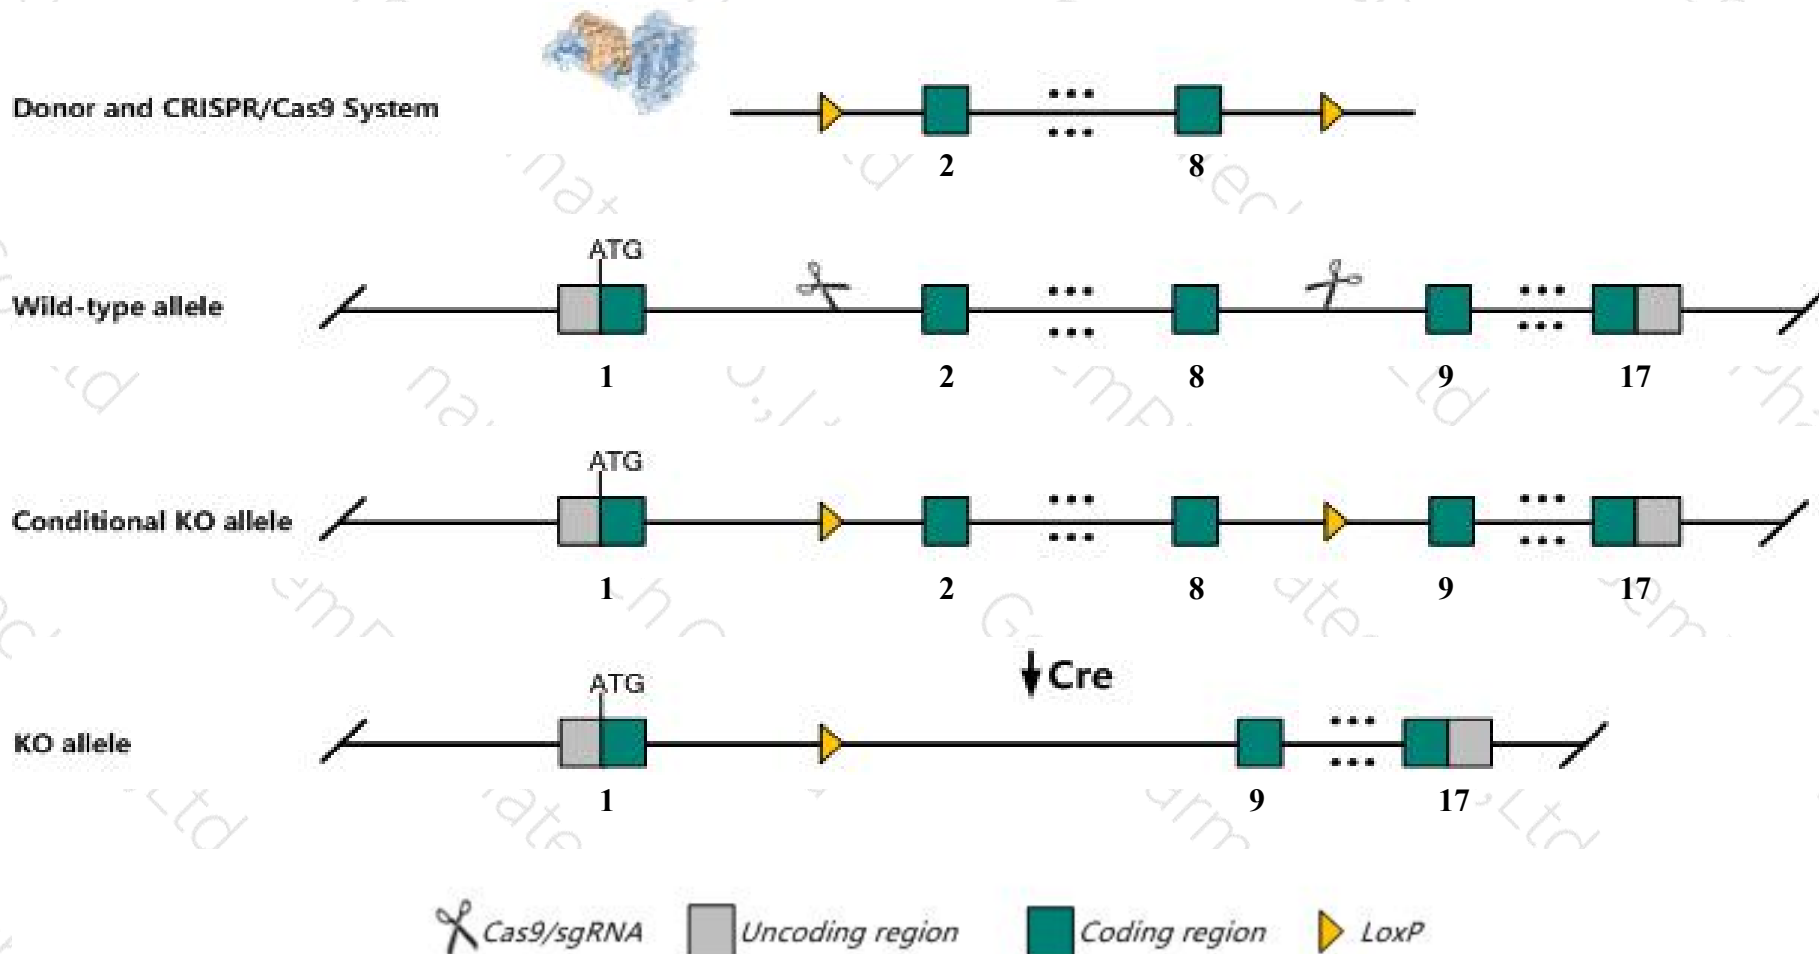 Donor and CRISPR/Cas9 System
2 8
ATG
Wild-type allele
1 2 8 9 17
ATG
Conditional KO allele
1 2 8 9 17
Cre
ATG
KO allele
1 9 17
Cas9/sgRNA Uncoding region Coding region LoxP